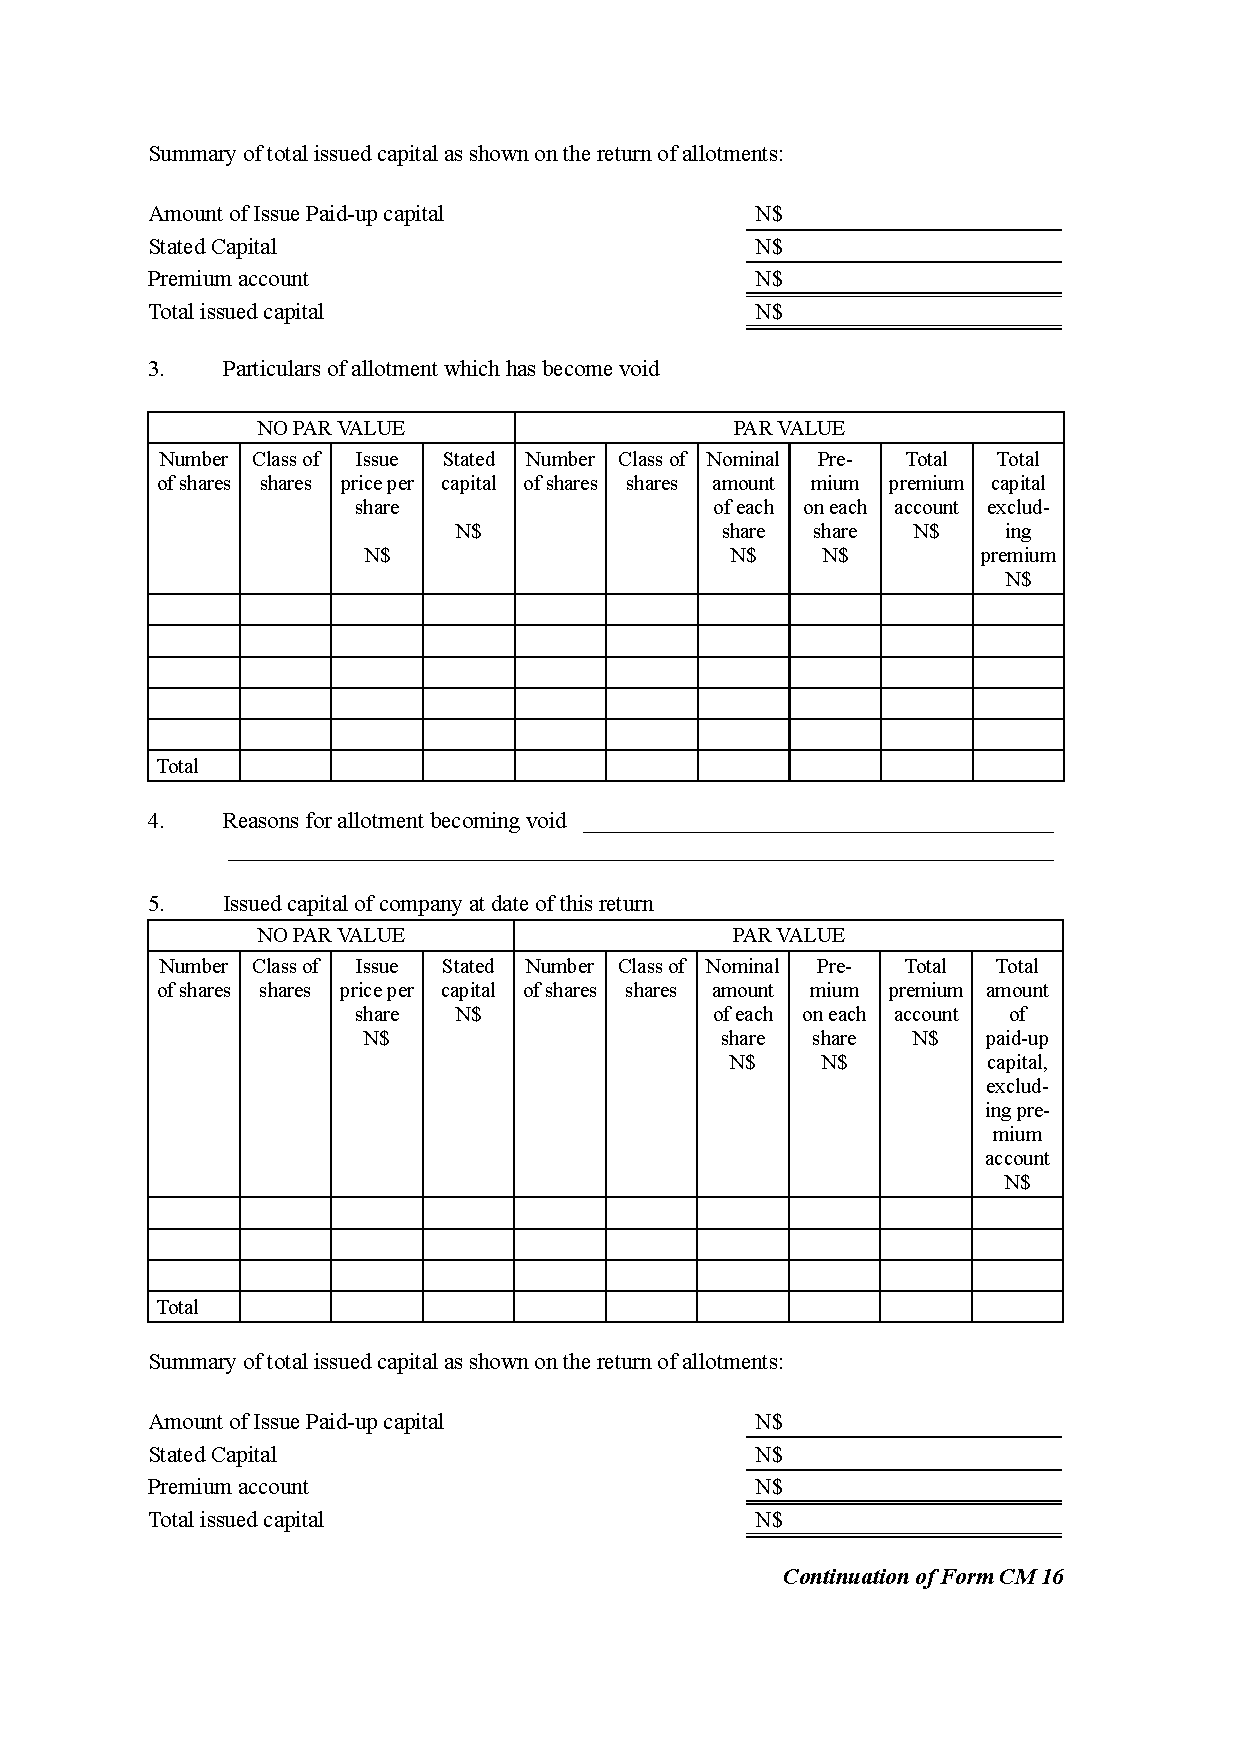 Summary of total issued capital as shown on the return of allotments:
Amount of Issue Paid-up capital N$
Stated Capital N$
Premium account N$
Total issued capital N$
3. Particulars of allotment which has become void
NO PAR VALUE PAR VALUE
Number Class of Issue Stated Number Class of Nominal Pre- Total Total
of shares shares price per capital of shares shares amount mium premium capital
share of each on each account exclud-
N$ share share N$ ing
N$ N$ N$ premium
N$
Total
4. Reasons for allotment becoming void
5. Issued capital of company at date of this return
NO PAR VALUE PAR VALUE
Number Class of Issue Stated Number Class of Nominal Pre- Total Total
of shares shares price per capital of shares shares amount mium premium amount
share N$ of each on each account of
N$ share share N$ paid-up
N$ N$ capital,
exclud-
ing pre-
mium
account
N$
Total
Summary of total issued capital as shown on the return of allotments:
Amount of Issue Paid-up capital N$
Stated Capital N$
Premium account N$
Total issued capital N$
Continuation of Form CM 16